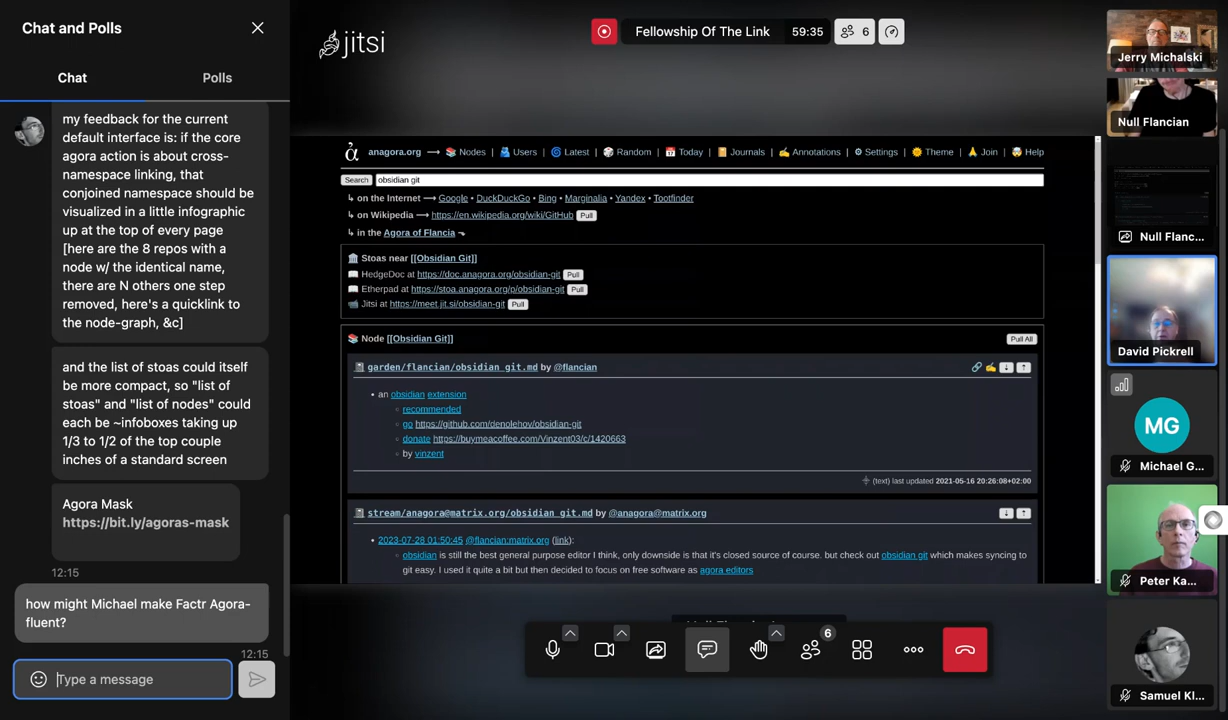 Chat and Polls
Chat
Polls
my feedback for the current
default interface is: if the core
agora action is about cross-
namespace linking, that
conjoined namespace should be
visualized in a little infographic
up at the top of every page
[here are the 8 repos with a
node w/ the identical name,
there are N others one step
removed, here's a quicklink to
the node-graph, &c]
and the list of stoas could itself
be more compact, so "list of
stoas" and "list of nodes" could
each be ~infoboxes taking up
1/3 to 1/2 of the top couple
inches of a standard screen
Agora Mask
https://bit.ly/agoras-mask
12:15
how might Michael make Factr Agora-
fluent?
12:15
Type a message
jitsi
Fellowship Of The Link
59:35
6
anagora.org → Nodes | Users | Latest | Random | Today | Journals | Annotations | Settings | Theme | Join | Help
Search obsidian git
↳ on the Internet → Google • DuckDuckGo • Bing • Marginalia • Yandex • Tootfinder
↳ on Wikipedia → https://en.wikipedia.org/wiki/GitHub Pull
↳ in the Agora of Flancia
Stoas near [[Obsidian Git]]
HedgeDoc at https://doc.anagora.org/obsidian-git Pull
Etherpad at https://stoa.anagora.org/p/obsidian-git Pull
Jitsi at https://meet.jit.si/obsidian-git Pull
Node [[Obsidian Git]]
Pull All
garden/flancian/obsidian git.md by @flancian
• an obsidian extension
◦ recommended
◦ go https://github.com/denolehov/obsidian-git
◦ donate https://buymeacoffee.com/Vinzent03/c/1420663
◦ by vinzent
(text) last updated 2021-05-16 20:26:08+02:00
stream/anagora@matrix.org/obsidian git.md by @anagora@matrix.org
• 2023-07-28 01:50:45 @flancian:matrix.org (link):
◦ obsidian is still the best general purpose editor I think, only downside is that it's closed source of course. but check out obsidian git which makes syncing to
git easy. I used it quite a bit but then decided to focus on free software as agora editors
6
Jerry Michalski
Null Flancian
Null Flanc...
David Pickrell
MG
Michael G...
Peter Ka...
Samuel Kl...